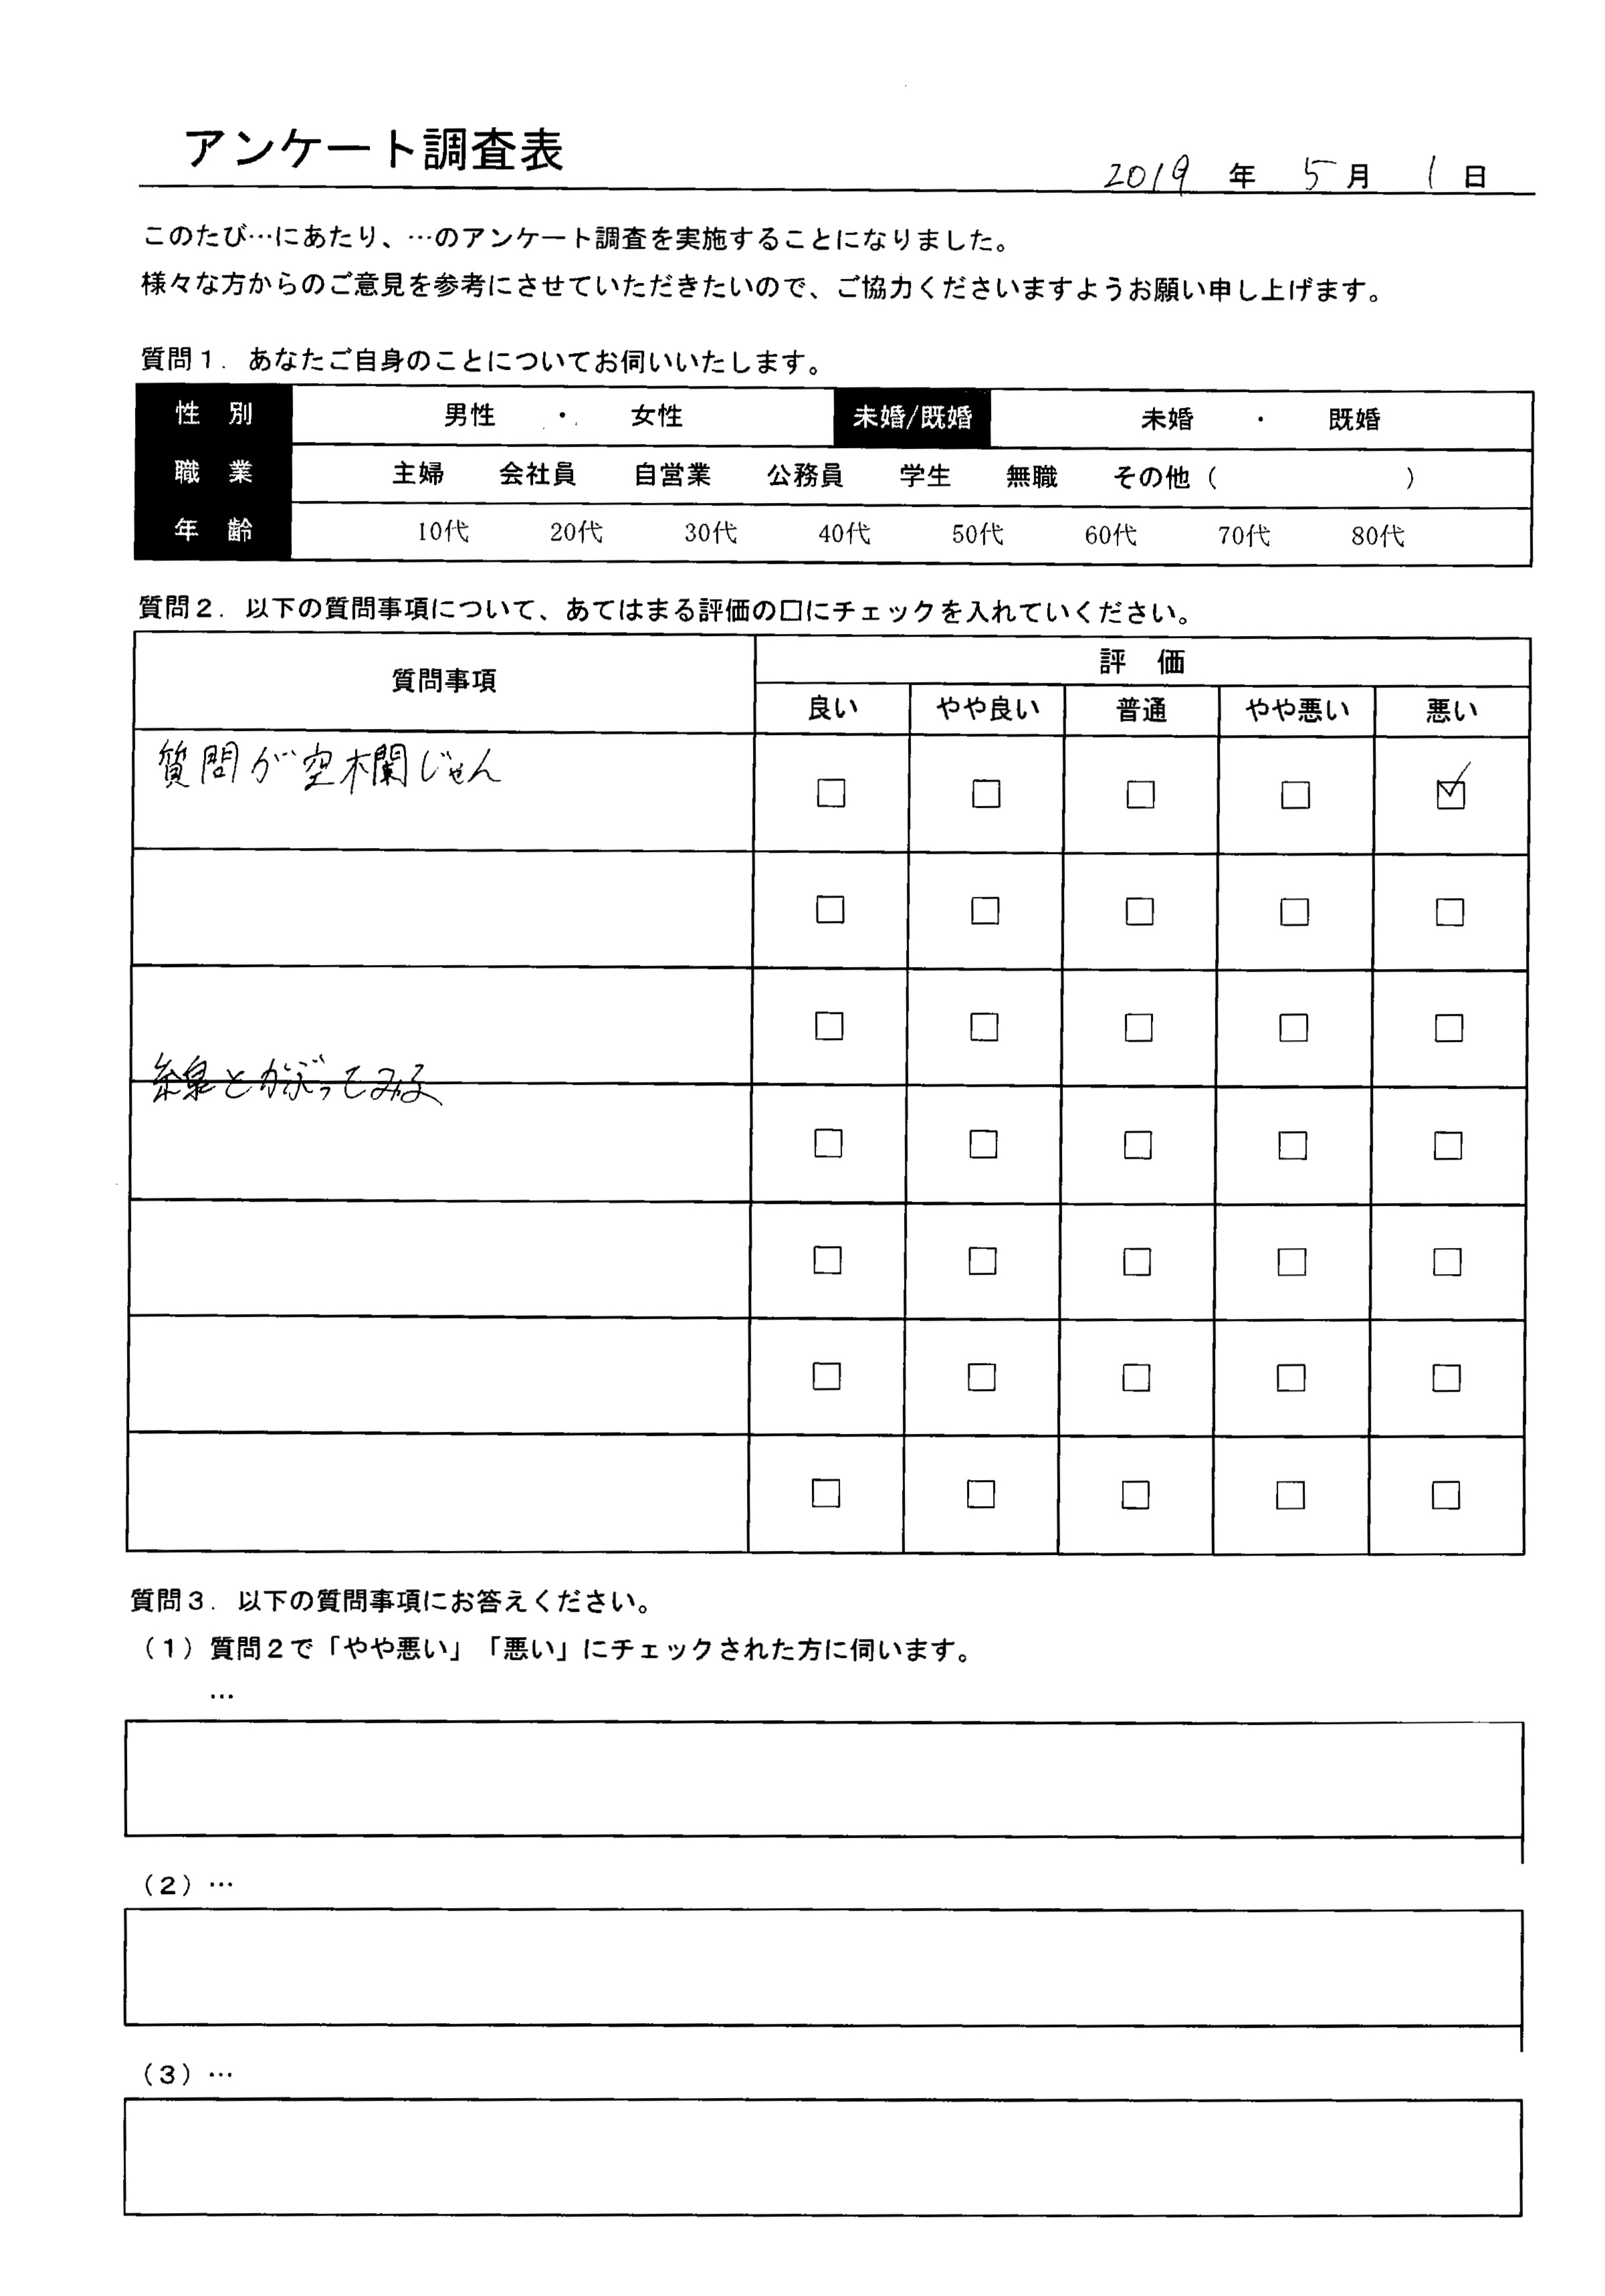 アンケート調査表
2019 年 5 月 1 日
このたび…にあたり、…のアンケート調査を実施することになりました。
様々な方からのご意見を参考にさせていただきたいので、ご協力くださいますようお願い申し上げます。
質問１．あなたご自身のことについてお伺いいたします。
性 別 男性 ・ 女性 未婚/既婚 未婚 ・ 既婚
職 業 主婦 会社員 自営業 公務員 学生 無職 その他（ ）
年 齢 10代 20代 30代 40代 50代 60代 70代 80代
質問２．以下の質問事項について、あてはまる評価の口にチェックを入れていください。
質問事項 評 価
良い やや良い 普通 やや悪い 悪い
質問が空欄じゃん □ □ □ □ ☑
□ □ □ □ □
□ □ □ □ □
線とかぶってみる
□ □ □ □ □
□ □ □ □ □
□ □ □ □ □
□ □ □ □ □
質問３．以下の質問事項にお答えください。
（１）質問２で「やや悪い」「悪い」にチェックされた方に伺います。
…
（２）…
（３）…